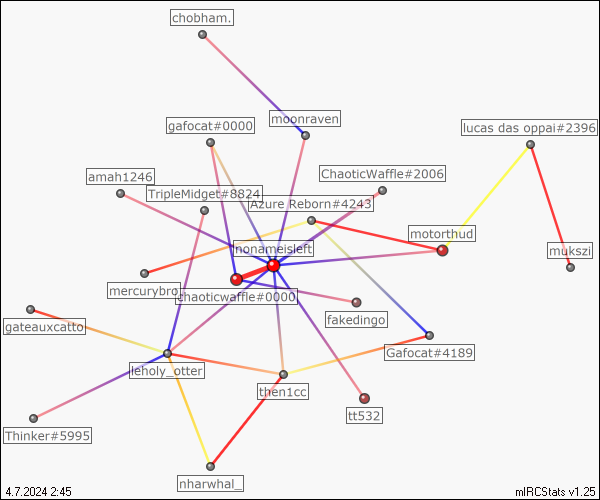 chobham.
gafocat#0000
moonraven
lucas das oppai#2396
amah1246
ChaoticWaffle#2006
TripleMidget#8824
Azure Reborn#4243
motorthud
nonameisleft
mukszi
mercurybro
chaoticwaffle#0000
gateauxcatto
fakedingo
Gafocat#4189
leholy_otter
then1cc
tt532
Thinker#5995
nharwhal_
4.7.2024 2:45
mIRCStats v1.25